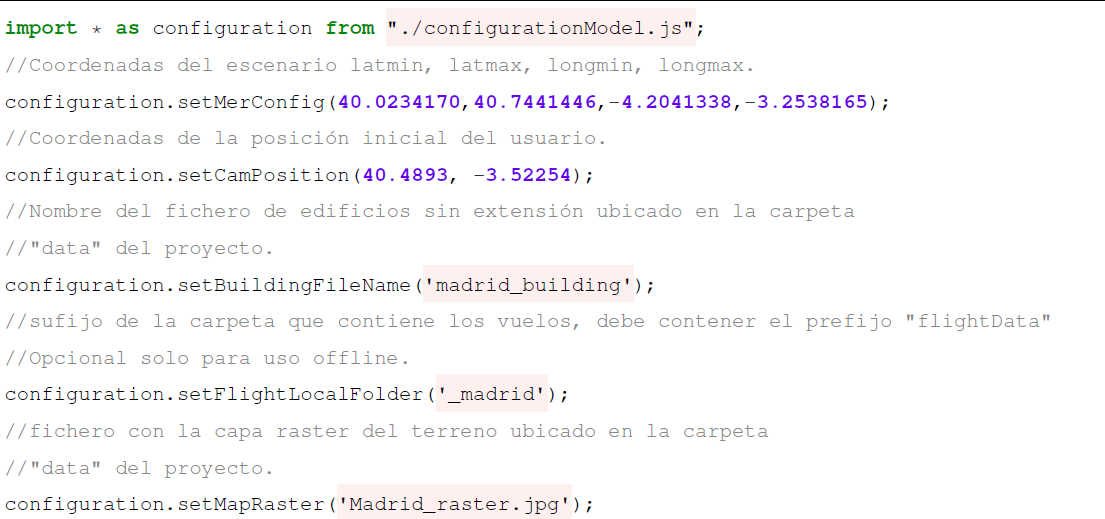 import * as configuration from "./configurationModel.js";
//Coordenadas del escenario latmin, latmax, longmin, longmax.
configuration.setMerConfig(40.0234170,40.7441446,-4.2041338,-3.2538165);
//Coordenadas de la posición inicial del usuario.
configuration.setCamPosition(40.4893, -3.52254);
//Nombre del fichero de edificios sin extensión ubicado en la carpeta
//"data" del proyecto.
configuration.setBuildingFileName('madrid_building');
//sufijo de la carpeta que contiene los vuelos, debe contener el prefijo "flightData"
//Opcional solo para uso offline.
configuration.setFlightLocalFolder('_madrid');
//fichero con la capa raster del terreno ubicado en la carpeta
//"data" del proyecto.
configuration.setMapRaster('Madrid_raster.jpg');